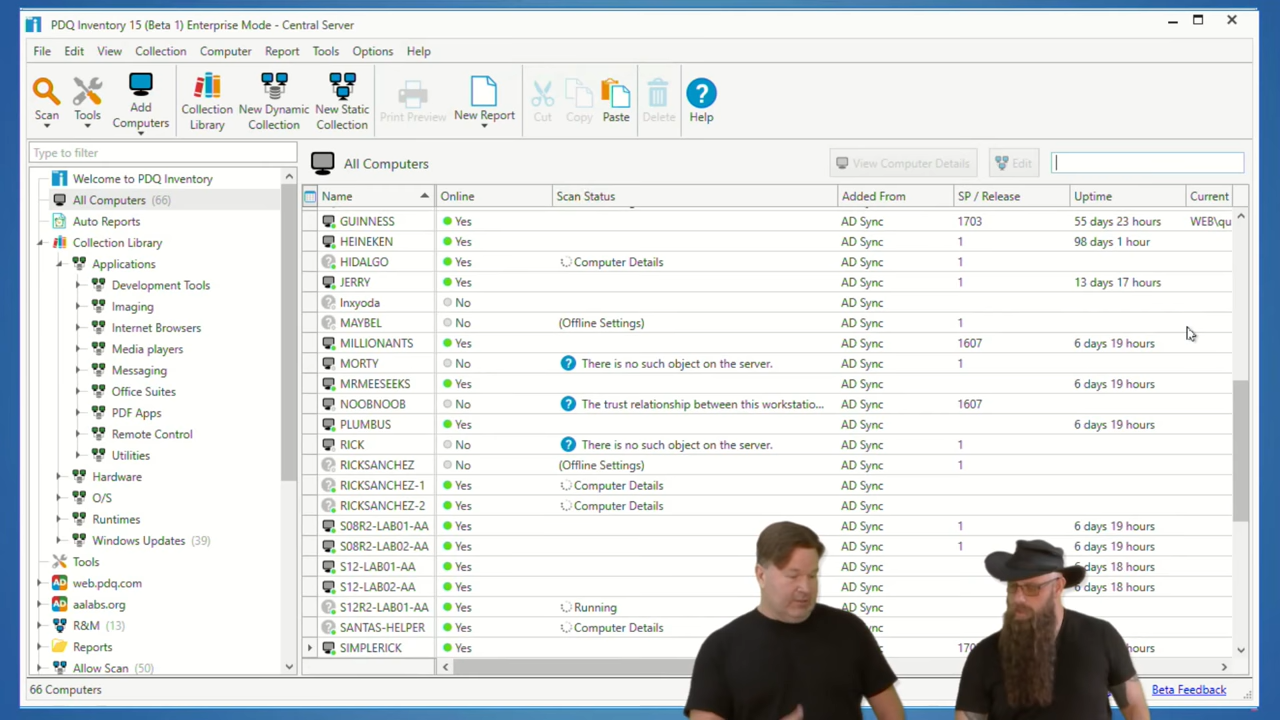 PDQ Inventory 15 (Beta 1) Enterprise Mode - Central Server
File Edit View Collection Computer Report Tools Options Help
Scan Tools Add Computers Collection Library New Dynamic Collection New Static Collection Print Preview New Report Cut Copy Paste Delete Help
Type to filter
All Computers View Computer Details Edit
Welcome to PDQ Inventory
All Computers (66)
Auto Reports
Collection Library
Applications
Development Tools
Imaging
Internet Browsers
Media players
Messaging
Office Suites
PDF Apps
Remote Control
Utilities
Hardware
O/S
Runtimes
Windows Updates (39)
Tools
AD web.pdq.com
AD aalabs.org
R&M (13)
Reports
Allow Scan (50)
Name Online Scan Status Added From SP / Release Uptime Current
GUINNESS Yes AD Sync 1703 55 days 23 hours WEB\qu
HEINEKEN Yes AD Sync 1 98 days 1 hour
HIDALGO Yes Computer Details AD Sync 1
JERRY Yes AD Sync 1 13 days 17 hours
lnxyoda No AD Sync
MAYBEL No (Offline Settings) AD Sync 1
MILLIONANTS Yes AD Sync 1607 6 days 19 hours
MORTY No There is no such object on the server. AD Sync 1
MRMEESEEKS Yes AD Sync 6 days 19 hours
NOOBNOOB No The trust relationship between this workstatio... AD Sync 1607
PLUMBUS Yes AD Sync 6 days 19 hours
RICK No There is no such object on the server. AD Sync 1
RICKSANCHEZ No (Offline Settings) AD Sync 1
RICKSANCHEZ-1 Yes Computer Details AD Sync
RICKSANCHEZ-2 Yes Computer Details AD Sync
S08R2-LAB01-AA Yes AD Sync 1 6 days 19 hours
S08R2-LAB02-AA Yes AD Sync 1 6 days 19 hours
S12-LAB01-AA Yes AD Sync days 18 hours
S12-LAB02-AA Yes AD Sync days 18 hours
S12R2-LAB01-AA Yes Running AD Sync
SANTAS-HELPER Yes Computer Details AD Sync
SIMPLERICK Yes AD Sync
66 Computers Beta Feedback